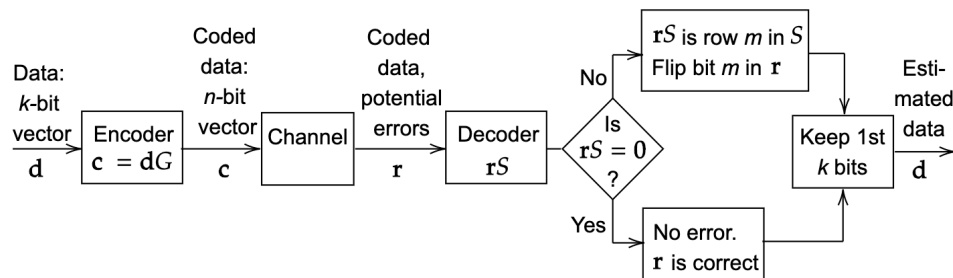 Data:
k-bit
vector
d
Encoder
c = dG
Coded
data:
n-bit
vector
c
Channel
Coded
data,
potential
errors
r
Decoder
rS
Is
rS = 0
?
No
rS is row m in S
Flip bit m in r
Yes
No error.
r is correct
Keep 1st
k bits
Esti-
mated
data
d